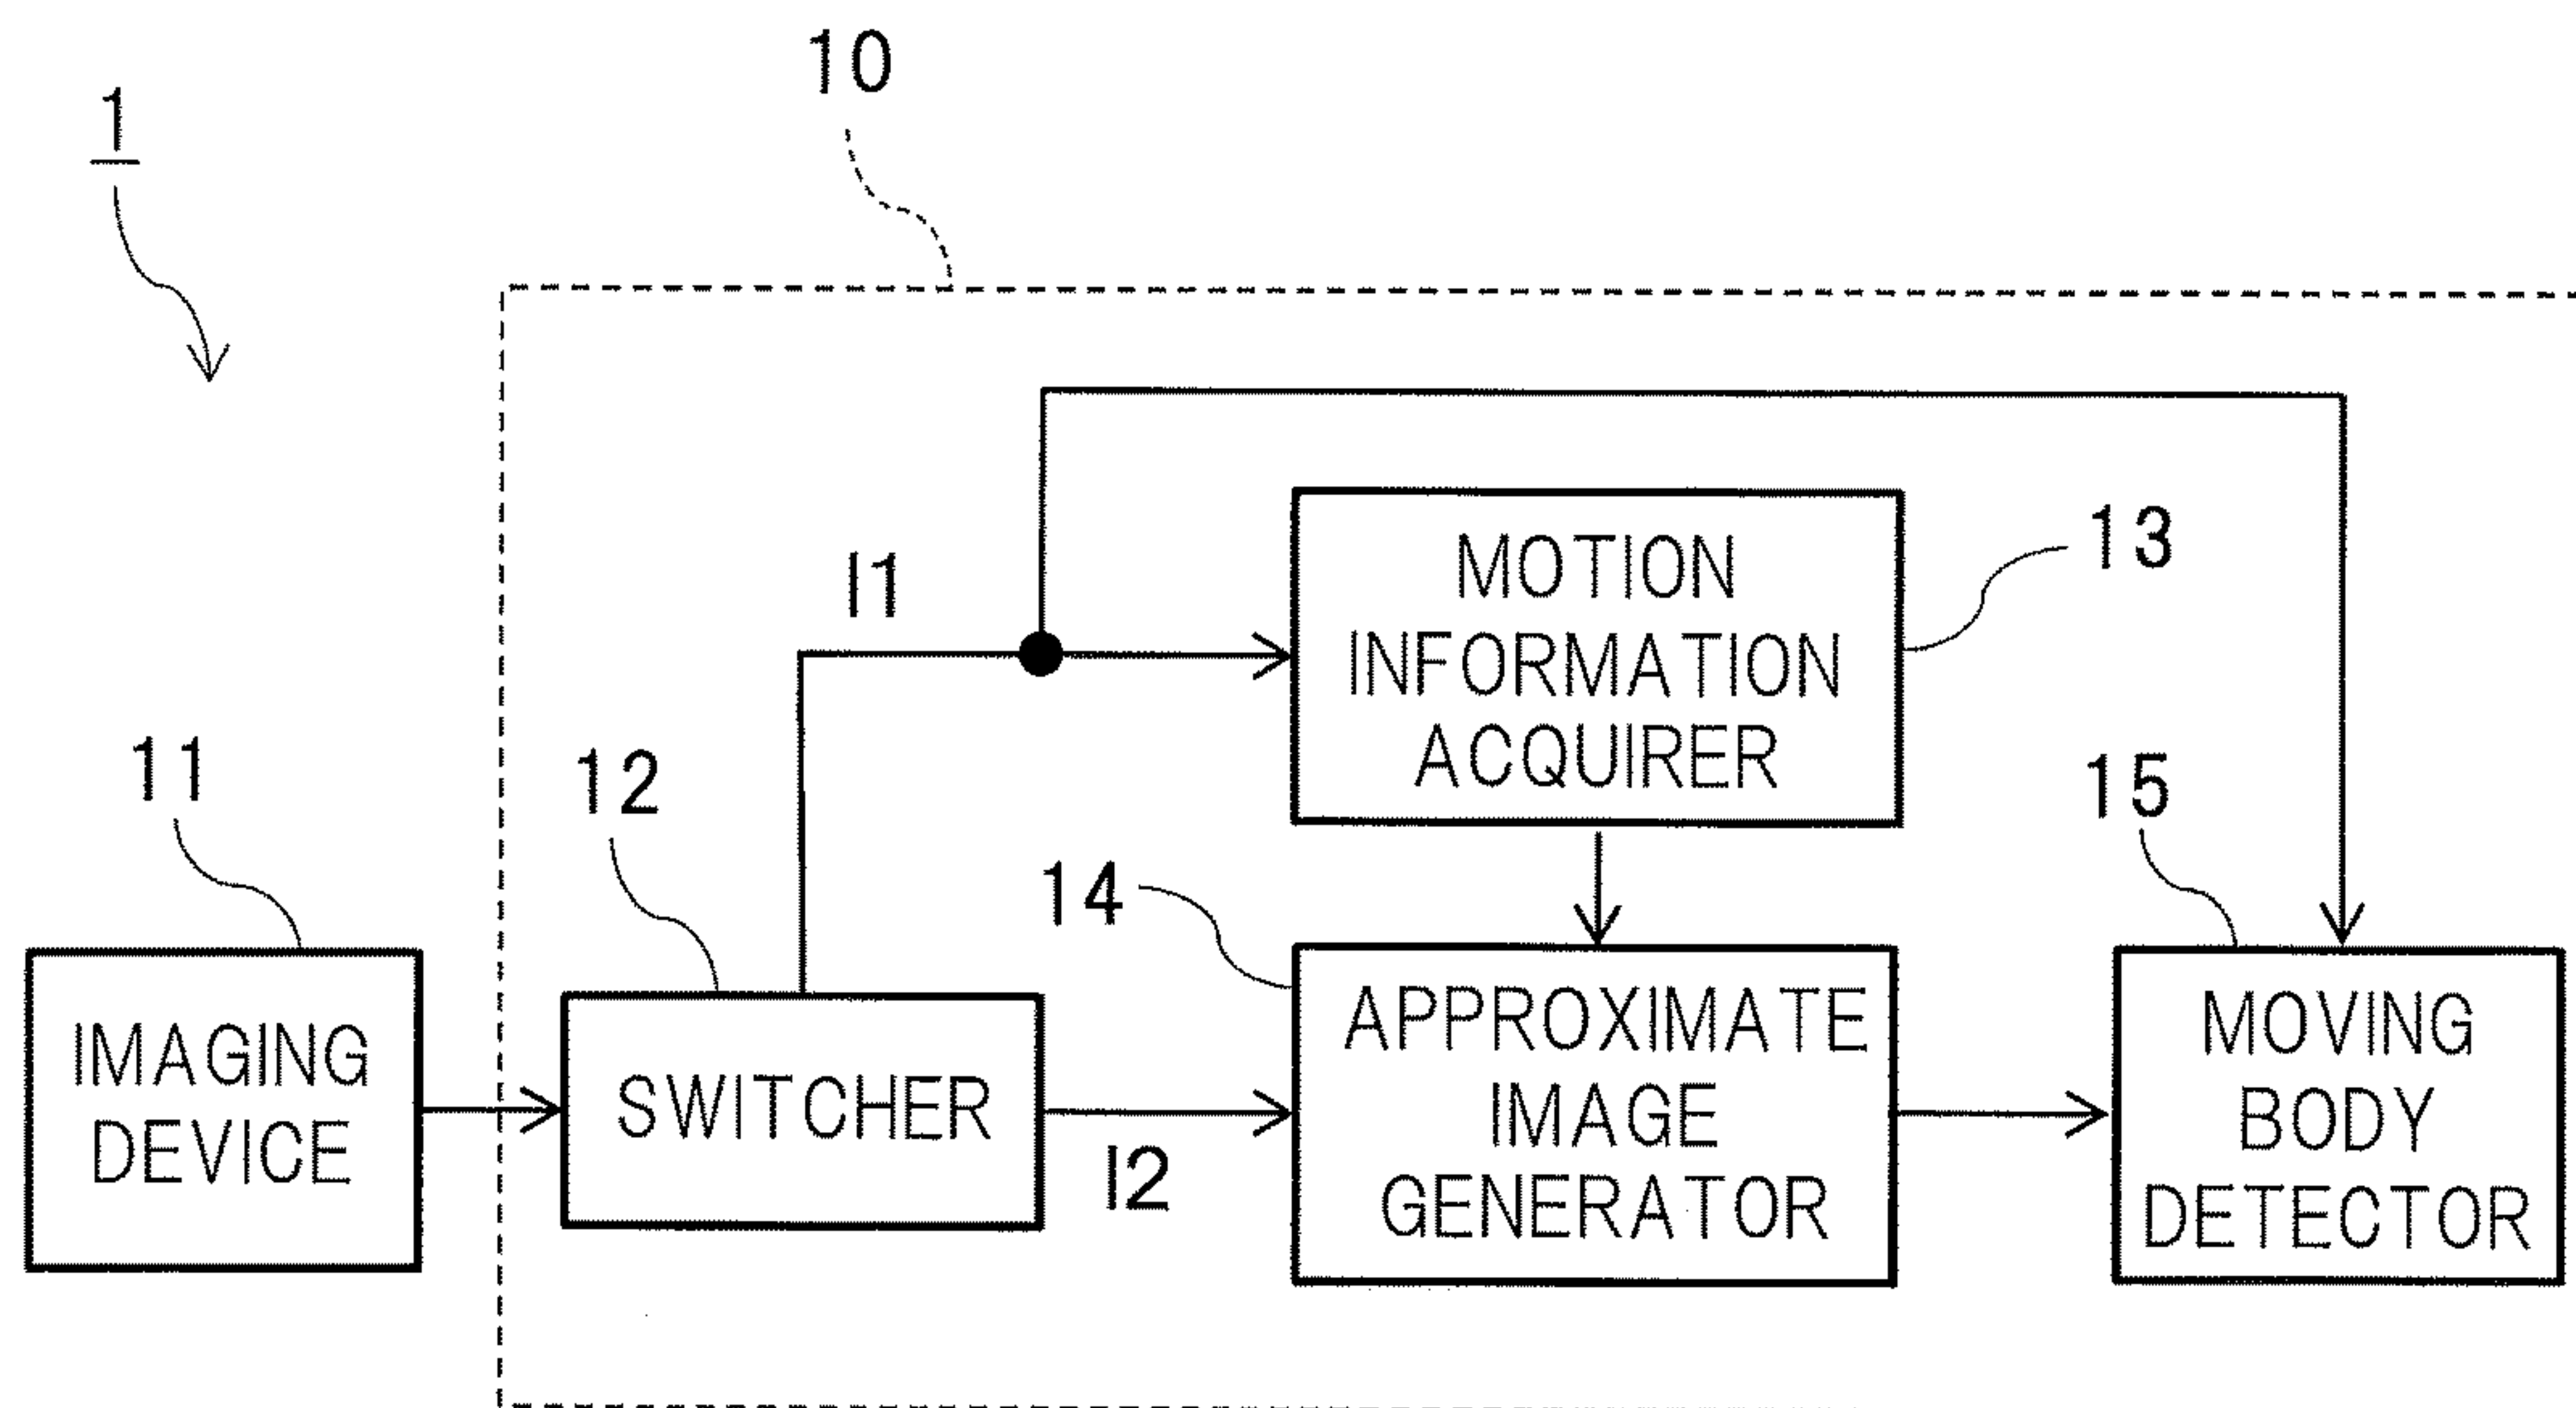 10
1
I1
MOTION
INFORMATION
ACQUIRER
13
11
12
14
15
IMAGING
DEVICE
SWITCHER
I2
APPROXIMATE
IMAGE
GENERATOR
MOVING
BODY
DETECTOR